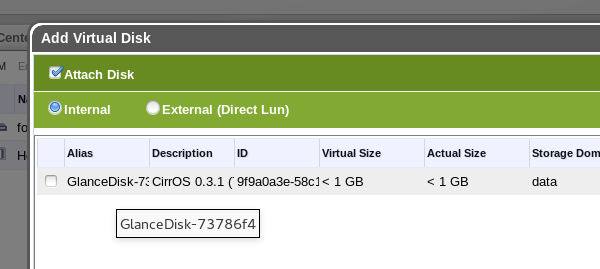 Add Virtual Disk
Cente
Attach Disk
M Ec
Internal External (Direct Lun)
Na Alias Description ID Virtual Size Actual Size Storage Dom
fo
GlanceDisk-73 CirrOS 0.3.1 (T 9f9a0a3e-58c1 < 1 GB < 1 GB data
GlanceDisk-73786f4